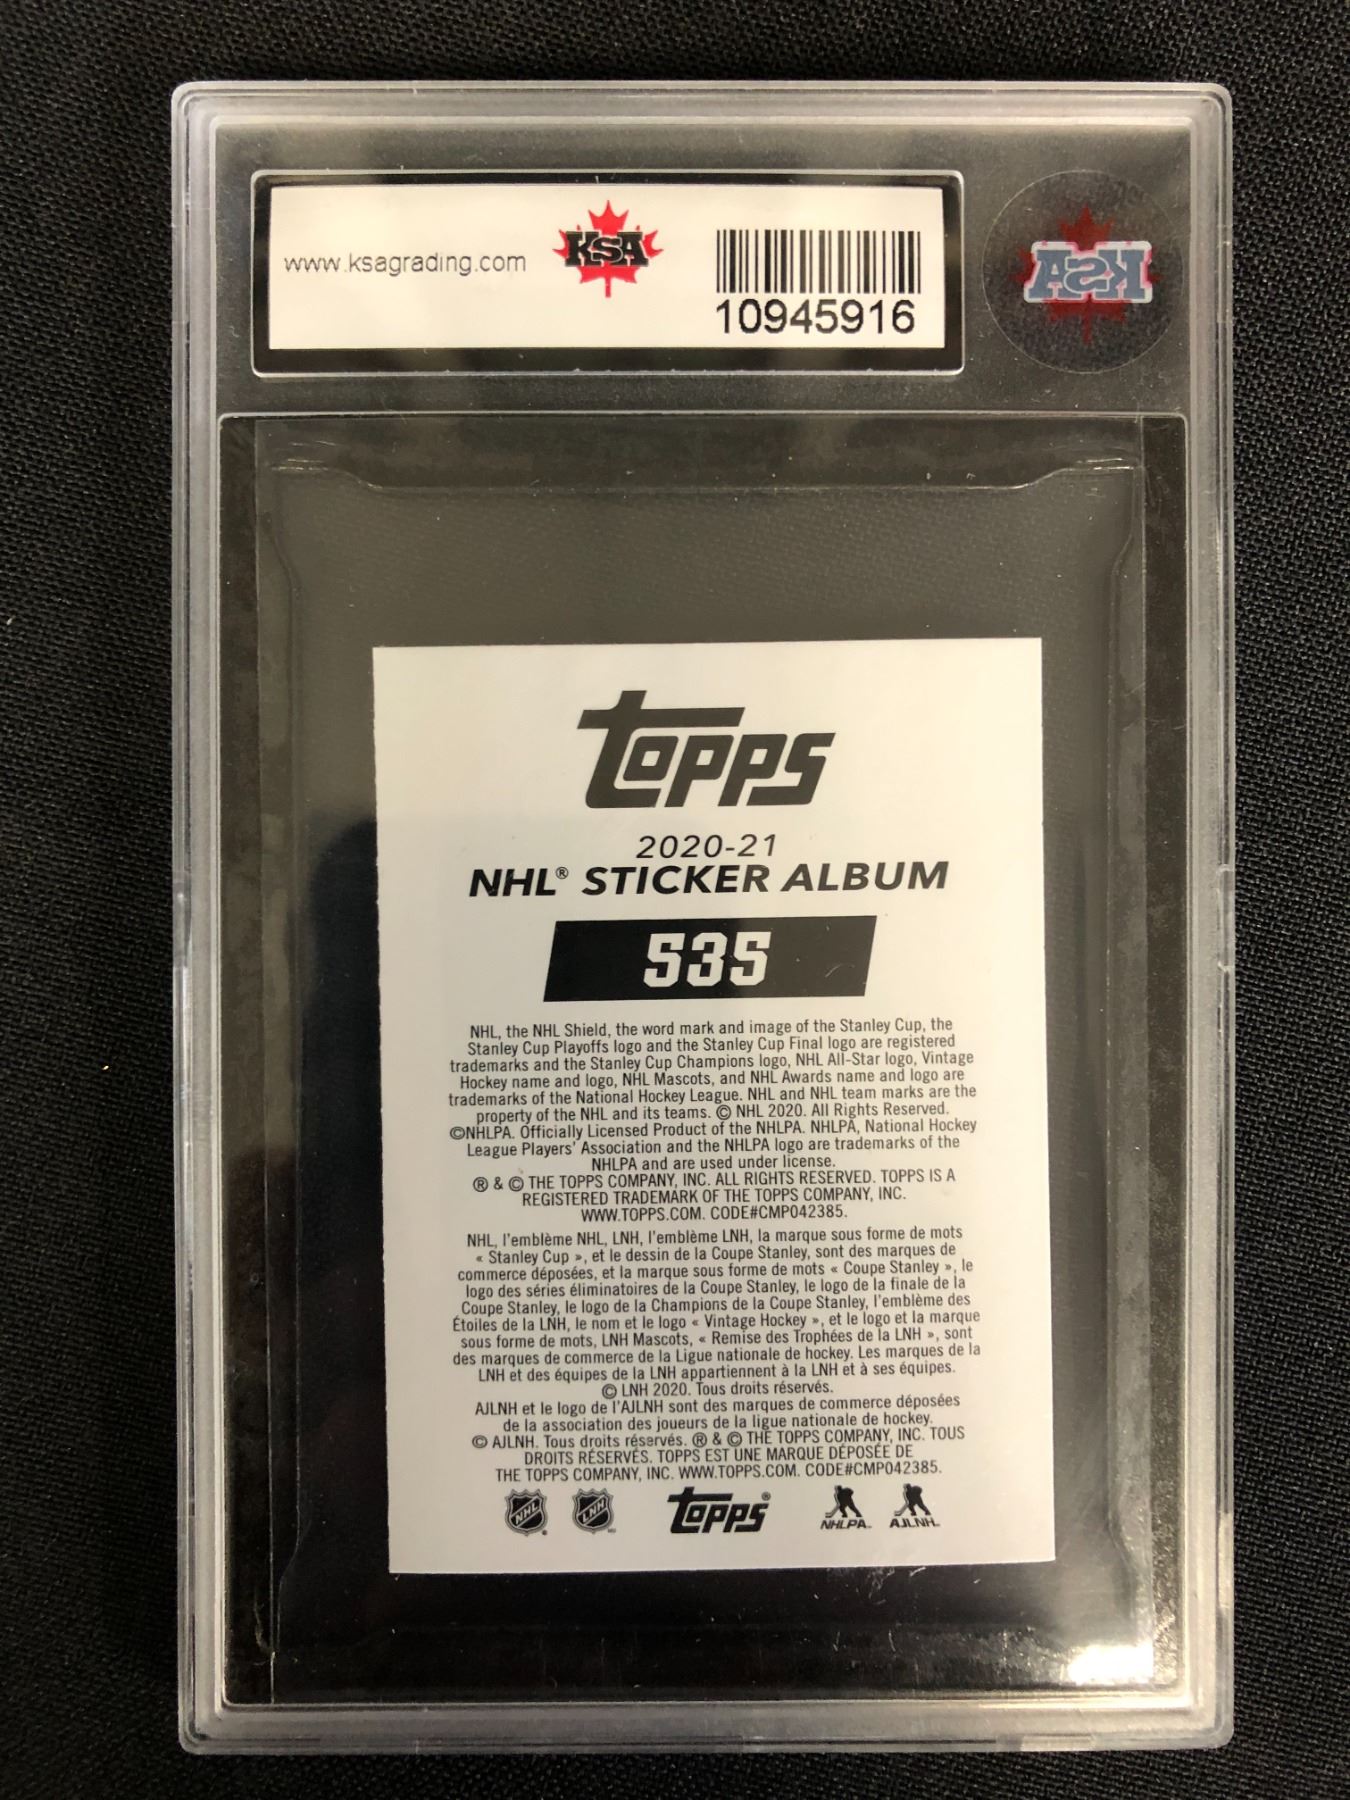 www.ksagrading.com
KSA
10945916
KSA
Topps
2020-21
NHL® STICKER ALBUM
535
NHL, the NHL Shield, the word mark and image of the Stanley Cup, the
Stanley Cup Playoffs logo and the Stanley Cup Final logo are registered
trademarks and the Stanley Cup Champions logo, NHL All-Star logo, Vintage
Hockey name and logo, NHL Mascots, and NHL Awards name and logo are
trademarks of the National Hockey League. NHL and NHL team marks are the
property of the NHL and its teams. © NHL 2020. All Rights Reserved.
©NHLPA. Officially Licensed Product of the NHLPA. NHLPA, National Hockey
League Players' Association and the NHLPA logo are trademarks of the
NHLPA and are used under license.
® & © THE TOPPS COMPANY, INC. ALL RIGHTS RESERVED. TOPPS IS A
REGISTERED TRADEMARK OF THE TOPPS COMPANY, INC.
WWW.TOPPS.COM. CODE#CMP042385.
NHL, l'emblème NHL, LNH, l'emblème LNH, la marque sous forme de mots
« Stanley Cup », et le dessin de la Coupe Stanley, sont des marques de
commerce déposées, et la marque sous forme de mots « Coupe Stanley », le
logo des séries éliminatoires de la Coupe Stanley, le logo de la finale de la
Coupe Stanley, le logo de la Champions de la Coupe Stanley, l'emblème des
Étoiles de la LNH, le nom et le logo « Vintage Hockey », et le logo et la marque
sous forme de mots, LNH Mascots, « Remise des Trophées de la LNH », sont
des marques de commerce de la Ligue nationale de hockey. Les marques de la
LNH et des équipes de la LNH appartiennent à la LNH et à ses équipes.
© LNH 2020. Tous droits réservés.
AJLNH et le logo de l'AJLNH sont des marques de commerce déposées
de la association des joueurs de la ligue nationale de hockey.
© AJLNH. Tous droits réservés. ® & © THE TOPPS COMPANY, INC. TOUS
DROITS RÉSERVÉS. TOPPS EST UNE MARQUE DÉPOSÉE DE
THE TOPPS COMPANY, INC. WWW.TOPPS.COM. CODE#CMP042385.
NHL ® LNH Topps® NHLPA AJLNH